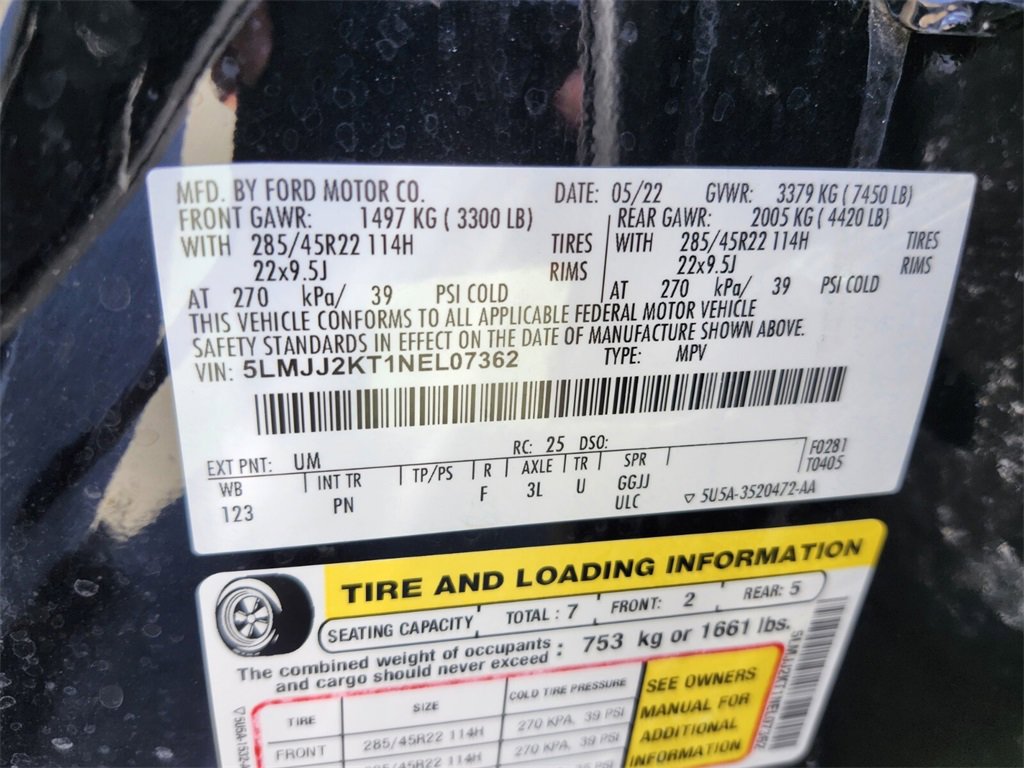 MFD. BY FORD MOTOR CO. DATE: 05/22 GVWR: 3379 KG ( 7450 LB)
FRONT GAWR: 1497 KG ( 3300 LB) REAR GAWR: 2005 KG ( 4420 LB)
WITH 285/45R22 114H TIRES WITH 285/45R22 114H TIRES
22x9.5J RIMS 22x9.5J RIMS
AT 270 kPa/ 39 PSI COLD AT 270 kPa/ 39 PSI COLD
THIS VEHICLE CONFORMS TO ALL APPLICABLE FEDERAL MOTOR VEHICLE
SAFETY STANDARDS IN EFFECT ON THE DATE OF MANUFACTURE SHOWN ABOVE.
VIN: 5LMJJ2KT1NEL07362 TYPE: MPV
EXT PNT: UM RC: 25 DSO: F0281
WB INT TR TP/PS R AXLE TR SPR T0405
123 PN F 3L U GGJJ
ULC 5U5A-3520472-AA
TIRE AND LOADING INFORMATION
SEATING CAPACITY TOTAL : 7 FRONT: 2 REAR: 5
The combined weight of occupants
and cargo should never exceed : 753 kg or 1661 lbs.
TIRE SIZE COLD TIRE PRESSURE
FRONT 285/45R22 114H 270 KPA, 39 PSI
285/45R22 114H
SEE OWNERS
MANUAL FOR
ADDITIONAL
INFORMATION
5LMJJ2KT1NEL07362